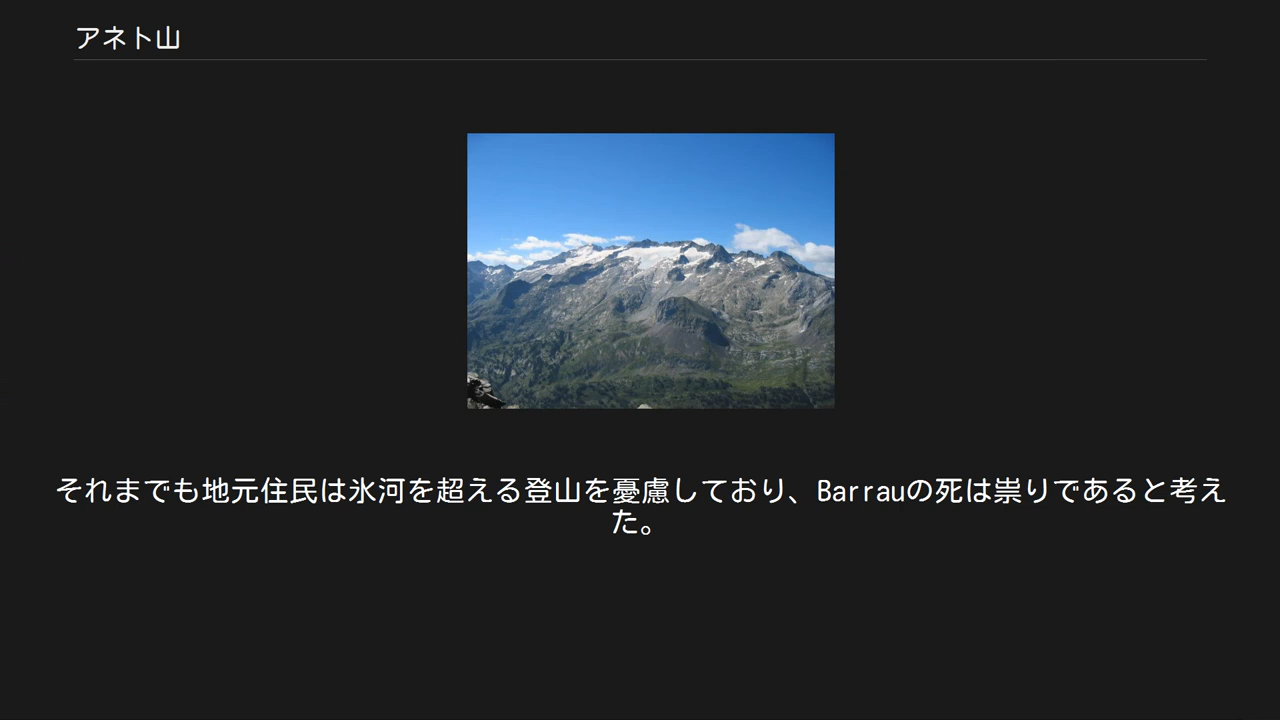 アネト山
それまでも地元住民は氷河を超える登山を憂慮しており、Barrauの死は祟りであると考え
た。